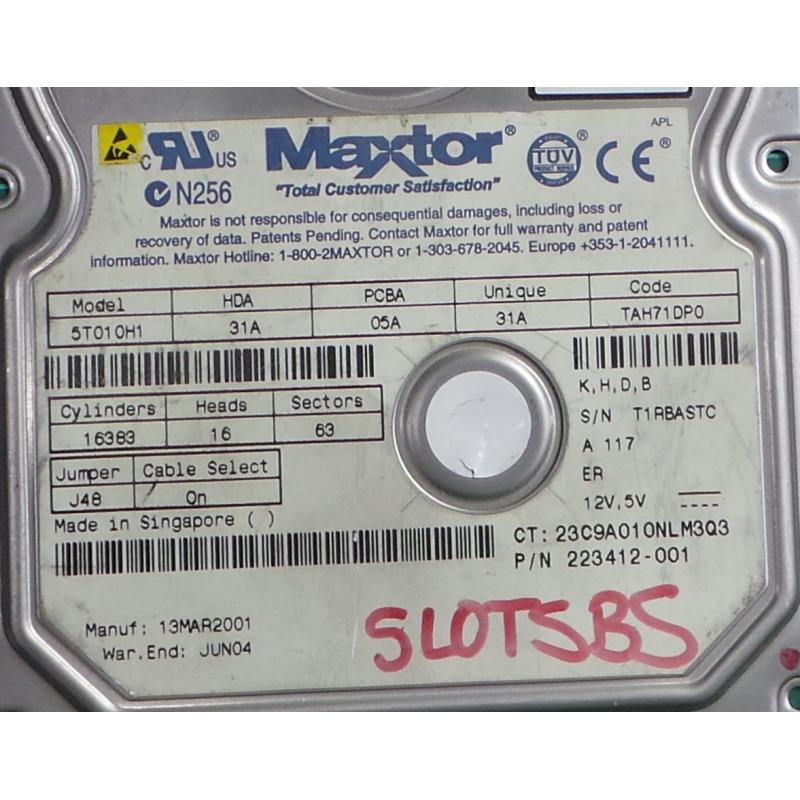 APL
c RU® US Maxtor® TÜV PRODUCT SERVICE ® CE ®
N256 "Total Customer Satisfaction"
Maxtor is not responsible for consequential damages, including loss or
recovery of data. Patents Pending. Contact Maxtor for full warranty and patent
information. Maxtor Hotline: 1-800-2MAXTOR or 1-303-678-2045. Europe +353-1-2041111.
Model HDA PCBA Unique Code
5T010H1 31A 05A 31A TAH71DP0
K,H,D,B
Cylinders Heads Sectors
16383 16 63
S/N T1RBASTC
A 117
Jumper Cable Select
J48 On
ER
12V,5V
Made in Singapore ( )
CT: 23C9A010NLM3Q3
P/N 223412-001
Manuf: 13MAR2001
War.End: JUN04
SLOTSBS